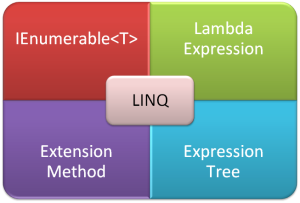 IEnumerable<T>
Lambda
Expression
LINQ
Extension
Method
Expression
Tree